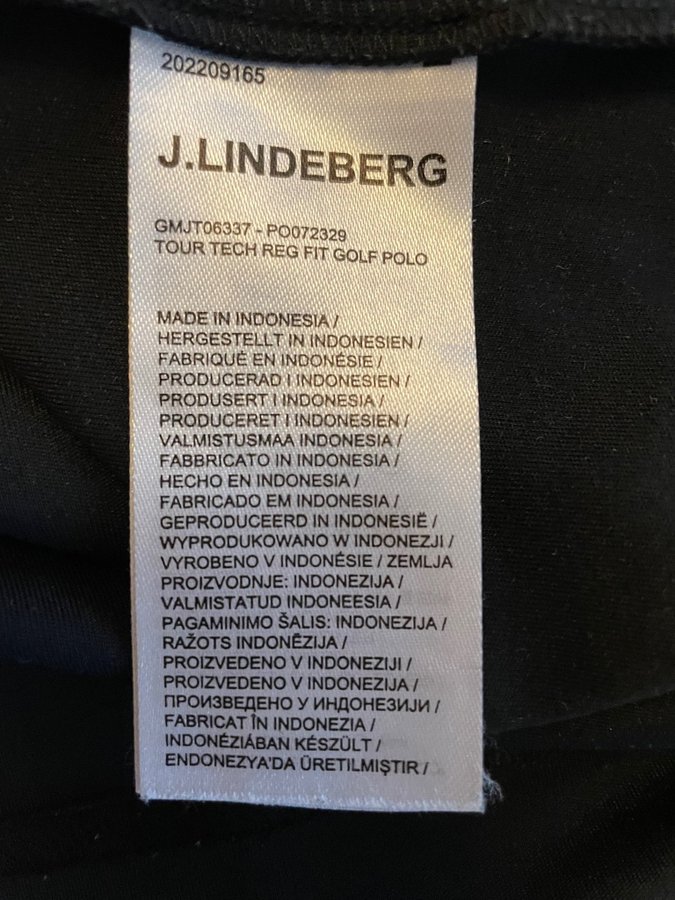 202209165
J.LINDEBERG
GMJT06337 - PO072329
TOUR TECH REG FIT GOLF POLO
MADE IN INDONESIA /
HERGESTELLT IN INDONESIEN /
FABRIQUÉ EN INDONÉSIE /
PRODUCERAD I INDONESIEN /
PRODUSERT I INDONESIA /
PRODUCERET I INDONESIEN /
VALMISTUSMAA INDONESIA /
FABBRICATO IN INDONESIA /
HECHO EN INDONESIA /
FABRICADO EM INDONESIA /
GEPRODUCEERD IN INDONESIË /
WYPRODUKOWANO W INDONEZJI /
VYROBENO V INDONÉSIE / ZEMLJA
PROIZVODNJE: INDONEZIJA /
VALMISTATUD INDONEESIA /
PAGAMINIMO ŠALIS: INDONEZIJA /
RAŽOTS INDONĒZIJA /
PROIZVEDENO V INDONEZIJI /
PROIZVEDENO V INDONEZIJA /
ПРОИЗВЕДЕНО У ИНДОНЕЗИЈИ /
FABRICAT ÎN INDONEZIA /
INDONÉZIÁBAN KÉSZÜLT /
ENDONEZYA'DA ÜRETILMIŞTIR /